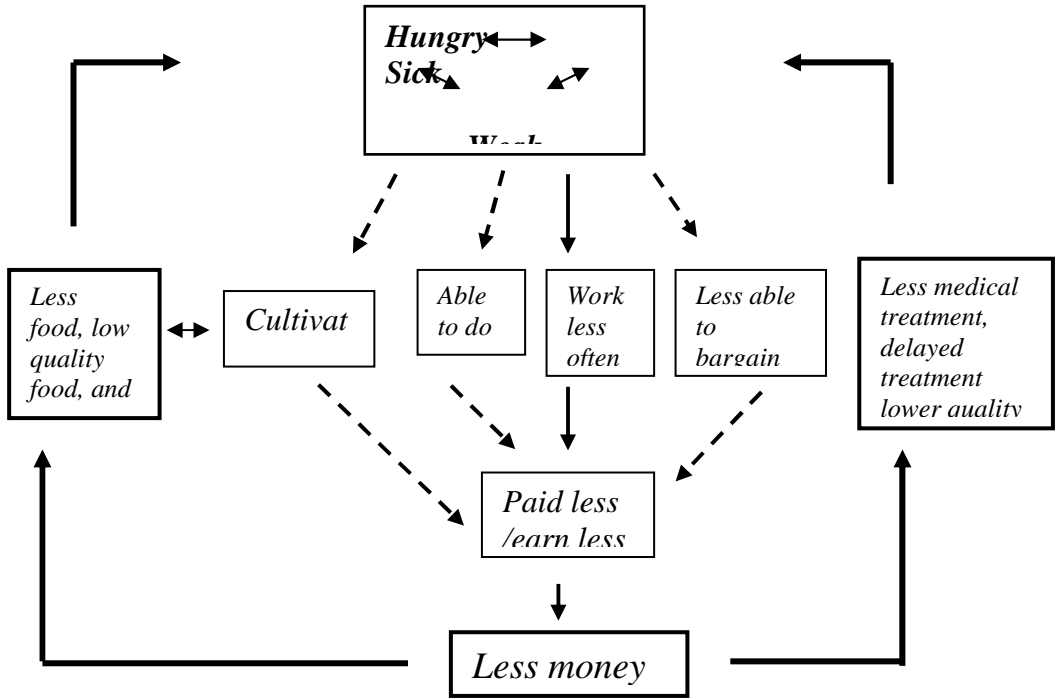 Hungry
Sick
Weak
Less
food, low
quality
food, and
Cultivat
Able
to do
Work
less
often
Less able
to
bargain
Less medical
treatment,
delayed
treatment
lower quality
Paid less
/earn less
Less money